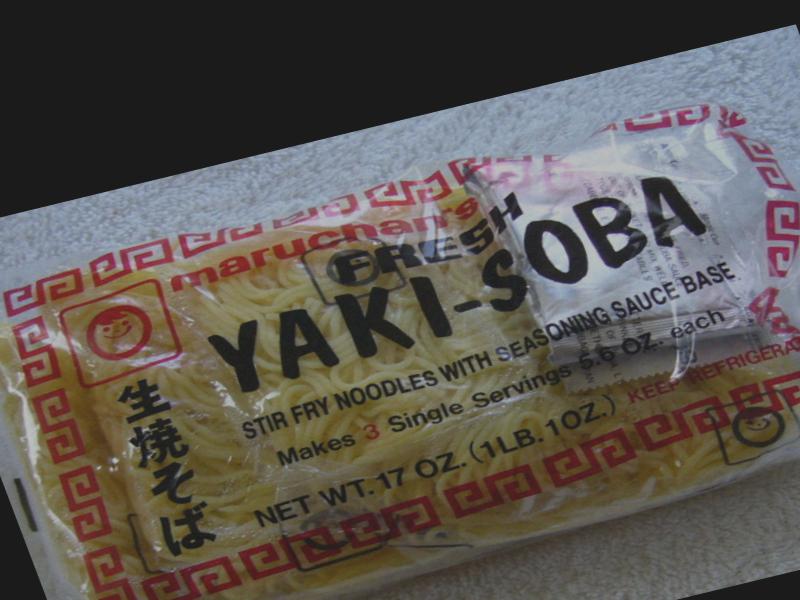 maruchan's
FRESH
YAKI-SOBA
STIR FRY NOODLES WITH SEASONING SAUCE BASE
Makes 3 Single Servings 5.6 OZ. each
KEEP REFRIGERA
NET WT. 17 OZ. (1LB. 1OZ.)
生焼そば